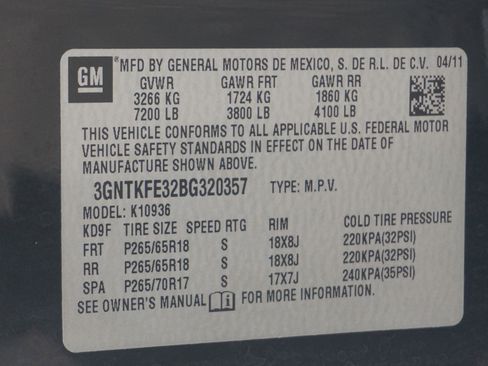 GM
MFD BY GENERAL MOTORS DE MEXICO, S. DE R.L. DE C.V. 04/11
GVWR GAWR FRT GAWR RR
3266 KG 1724 KG 1860 KG
7200 LB 3800 LB 4100 LB
THIS VEHICLE CONFORMS TO ALL APPLICABLE U.S. FEDERAL MOTOR
VEHICLE SAFETY STANDARDS IN EFFECT ON THE DATE OF
MANUFACTURE SHOWN ABOVE.
3GNTKFE32BG320357 TYPE: M.P.V.
MODEL: K10936
KD9F TIRE SIZE SPEED RTG RIM COLD TIRE PRESSURE
FRT P265/65R18 S 18X8J 220KPA(32PSI)
RR P265/65R18 S 18X8J 220KPA(32PSI)
SPA P265/70R17 S 17X7J 240KPA(35PSI)
SEE OWNER'S MANUAL FOR MORE INFORMATION.